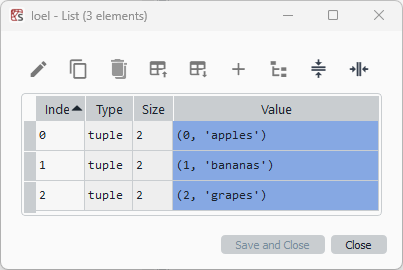 loel - List (3 elements)
Inde Type Size Value
0 tuple 2 (0, 'apples')
1 tuple 2 (1, 'bananas')
2 tuple 2 (2, 'grapes')
Save and Close Close